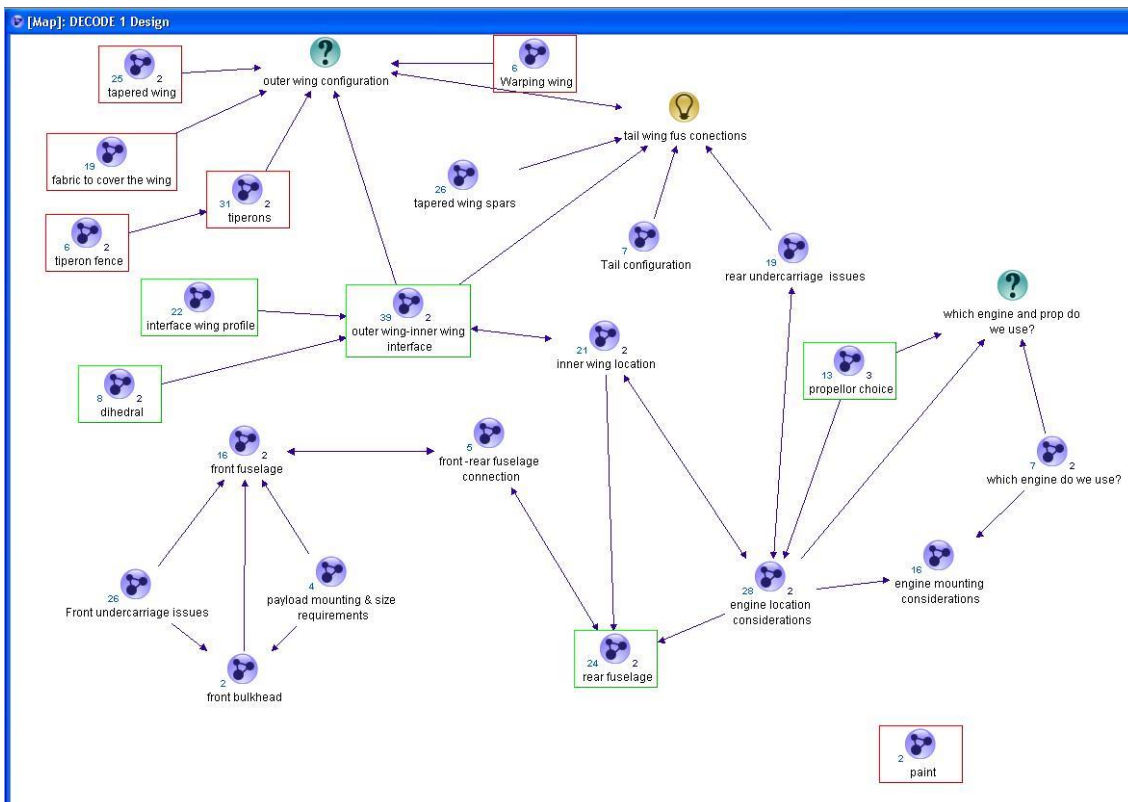 [Map]: DECODE 1 Design
25 2
tapered wing
outer wing configuration
6
Warping wing
tail wing fus conections
19
fabric to cover the wing
31 2
tiperons
26
tapered wing spars
6 2
tiperon fence
7
Tail configuration
19
rear undercarriage issues
22
interface wing profile
39 2
outer wing-inner wing
interface
which engine and prop do
we use?
21 2
inner wing location
13 3
propellor choice
8 2
dihedral
16 2
front fuselage
5
front -rear fuselage
connection
7 2
which engine do we use?
26
Front undercarriage issues
4
payload mounting & size
requirements
28 2
engine location
considerations
16
engine mounting
considerations
24 2
rear fuselage
2
front bulkhead
2
paint